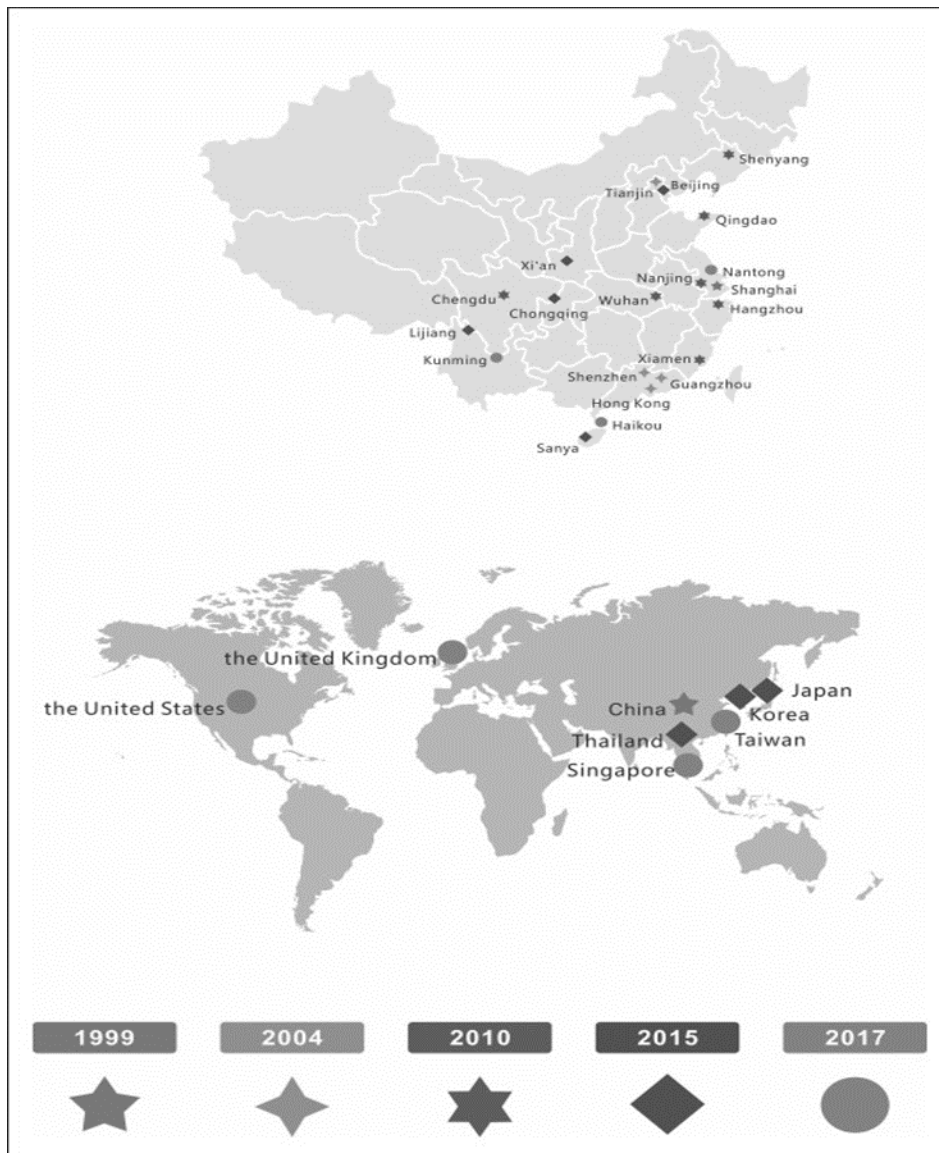 Shenyang
Beijing
Tianjin
Qingdao
Xi'an
Nantong
Nanjing
Shanghai
Chengdu
Wuhan
Hangzhou
Chongqing
Lijiang
Kunming
Xiamen
Shenzhen
Guangzhou
Hong Kong
Haikou
Sanya
the United Kingdom
Japan
the United States
China
Korea
Thailand
Taiwan
Singapore
1999
2004
2010
2015
2017